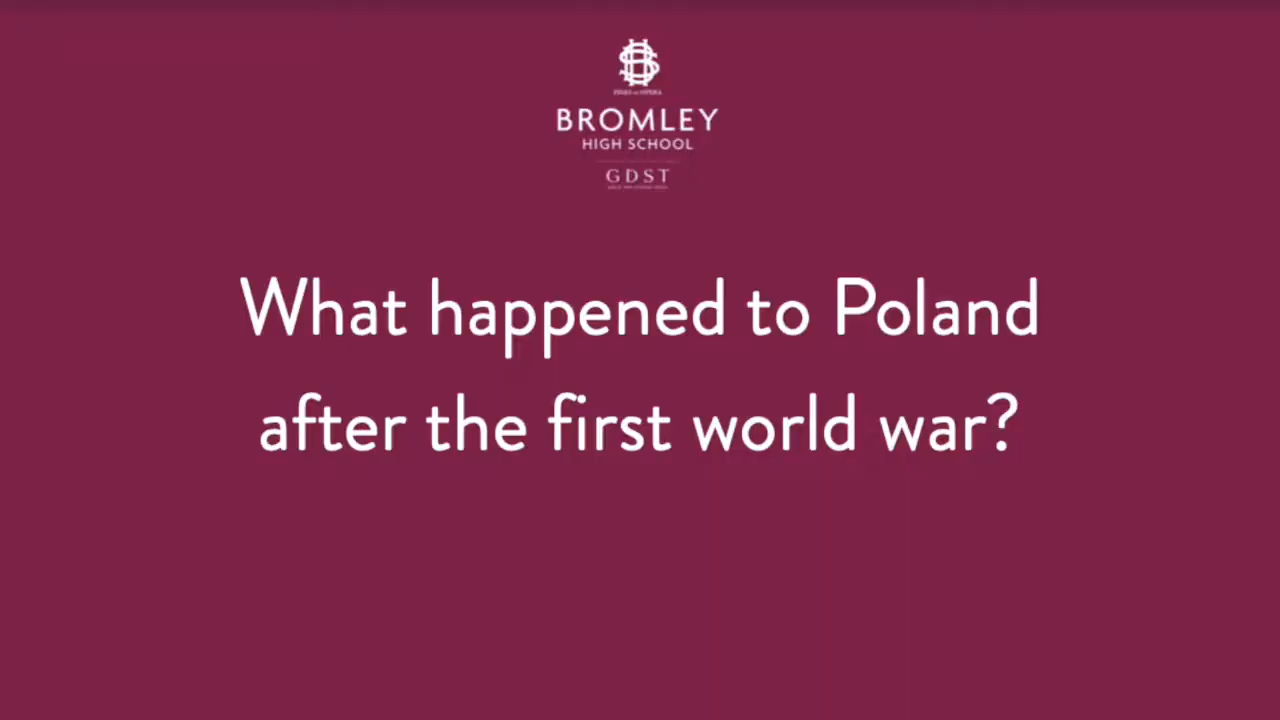 BROMLEY
HIGH SCHOOL
GDST
What happened to Poland
after the first world war?